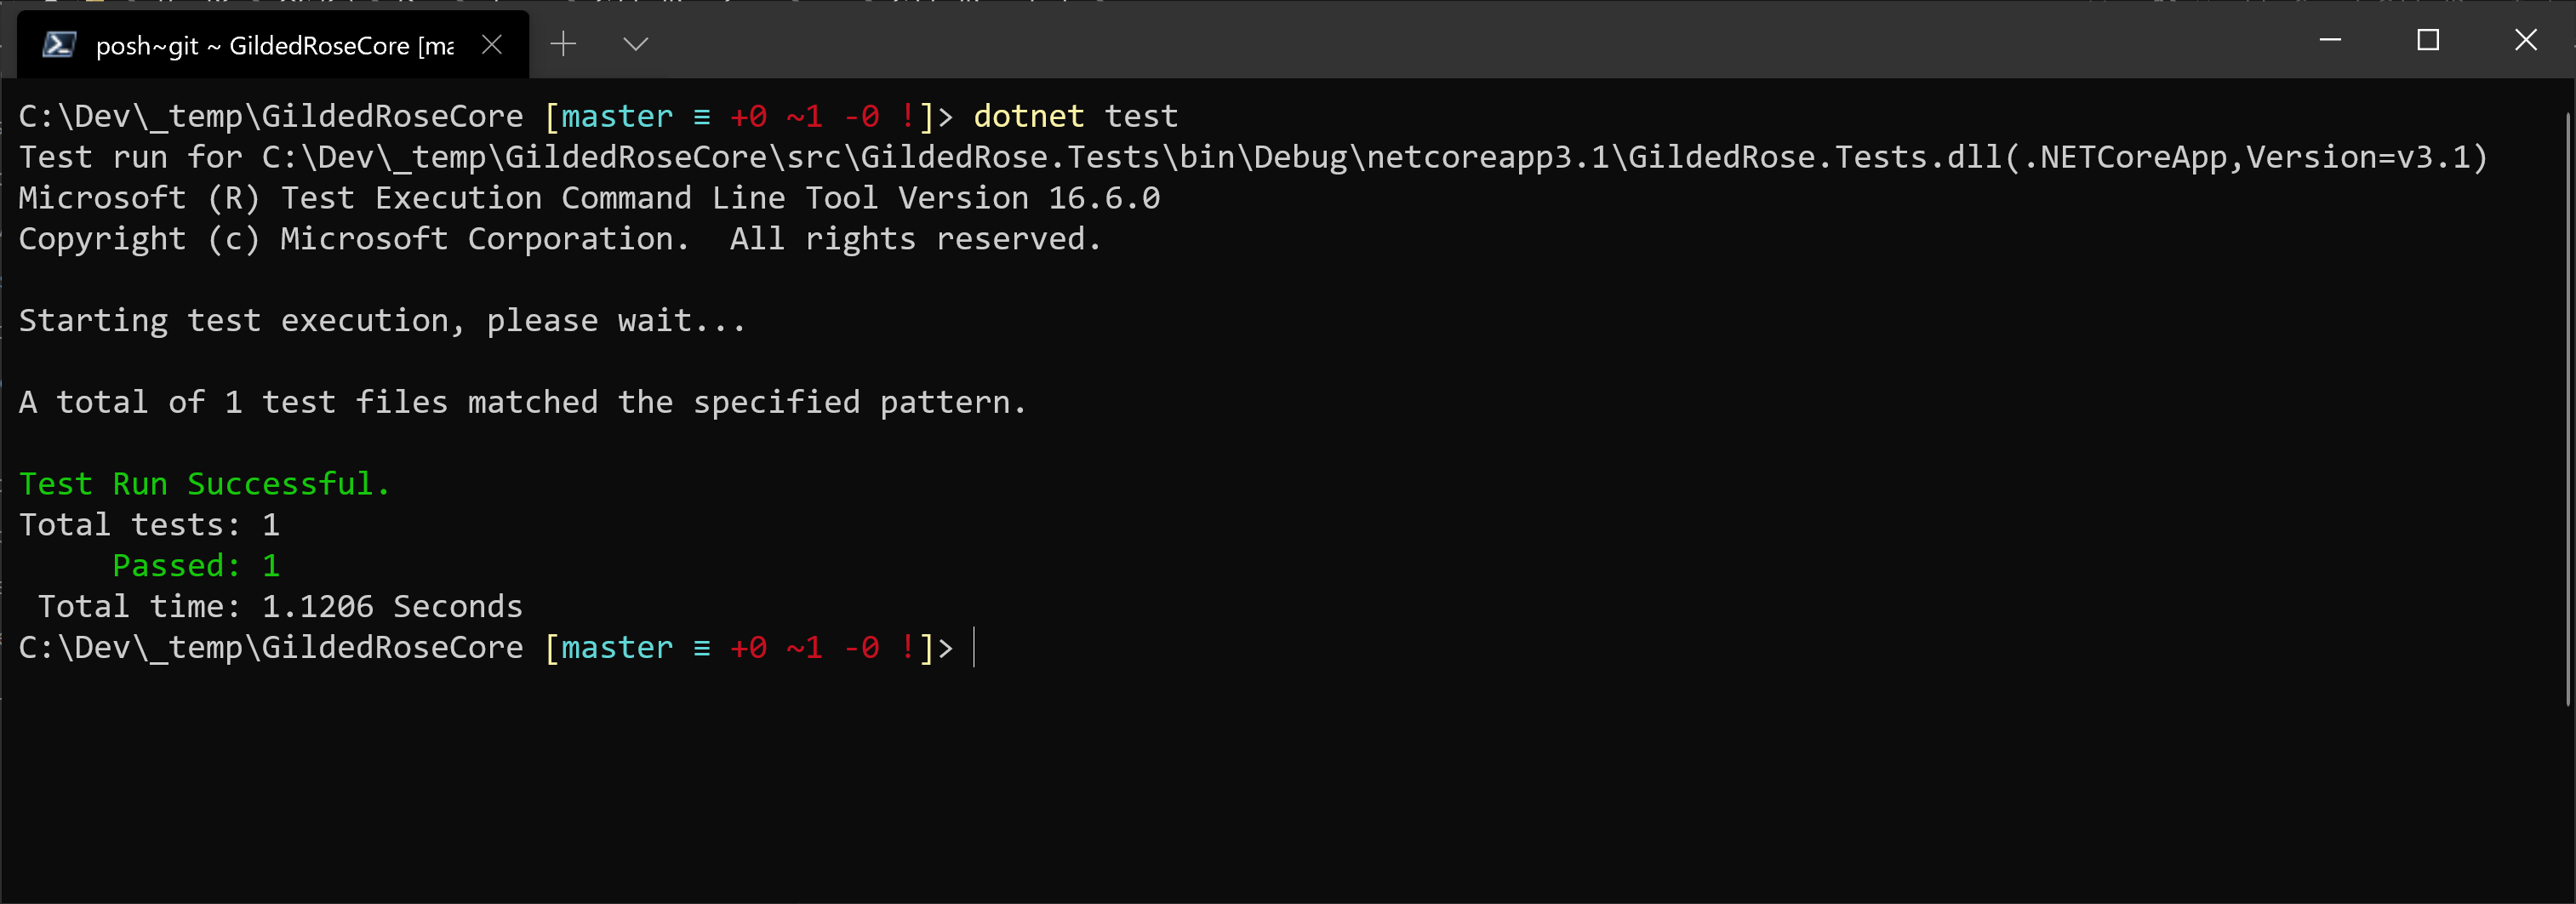 posh~git ~ GildedRoseCore [ma
C:\Dev\_temp\GildedRoseCore [master ≡ +0 ~1 -0 !]> dotnet test
Test run for C:\Dev\_temp\GildedRoseCore\src\GildedRose.Tests\bin\Debug\netcoreapp3.1\GildedRose.Tests.dll(.NETCoreApp,Version=v3.1)
Microsoft (R) Test Execution Command Line Tool Version 16.6.0
Copyright (c) Microsoft Corporation.  All rights reserved.
Starting test execution, please wait...
A total of 1 test files matched the specified pattern.
Test Run Successful.
Total tests: 1
     Passed: 1
 Total time: 1.1206 Seconds
C:\Dev\_temp\GildedRoseCore [master ≡ +0 ~1 -0 !]>